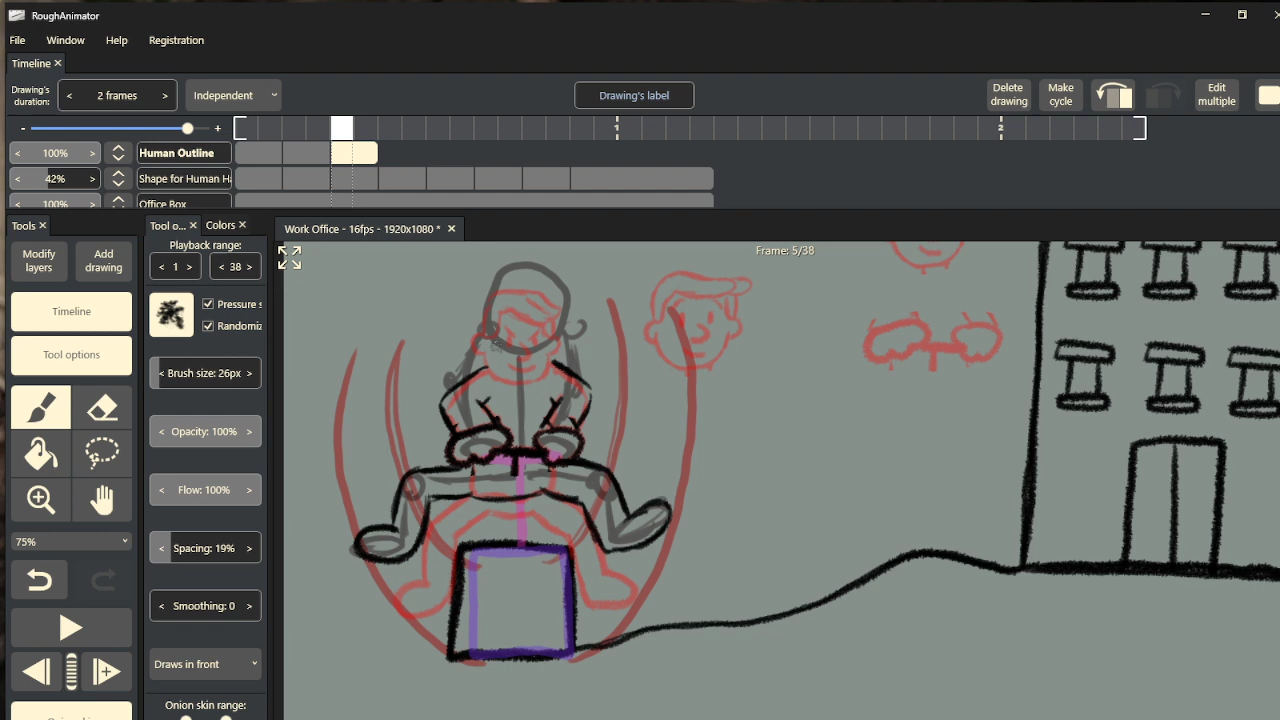 RoughAnimator
File Window Help Registration
Timeline
Drawing's duration: < 2 frames > Independent Drawing's label Delete drawing Make cycle Edit multiple
- + 1 2
< 100% > Human Outline
< 42% > Shape for Human
< 100% > Office Box
Tools Tool o... Colors Work Office - 16fps - 1920x1080 *
Modify layers Add drawing Playback range: Frame: 5/38
< 1 > < 38 >
Timeline Pressure
Tool options Randomiz
< Brush size: 26px >
< Opacity: 100% >
< Flow: 100% >
75% < Spacing: 19% >
< Smoothing: 0 >
Draws in front
Onion skin range: